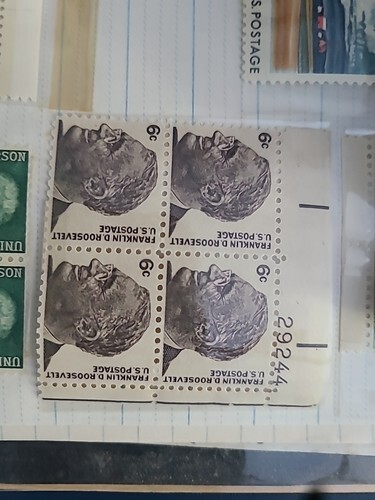 U.S. POSTAGE
6c
FRANKLIN D. ROOSEVELT
U.S. POSTAGE
6c
FRANKLIN D. ROOSEVELT
U.S. POSTAGE
6c
FRANKLIN D. ROOSEVELT
U.S. POSTAGE
6c
FRANKLIN D. ROOSEVELT
U.S. POSTAGE
29244